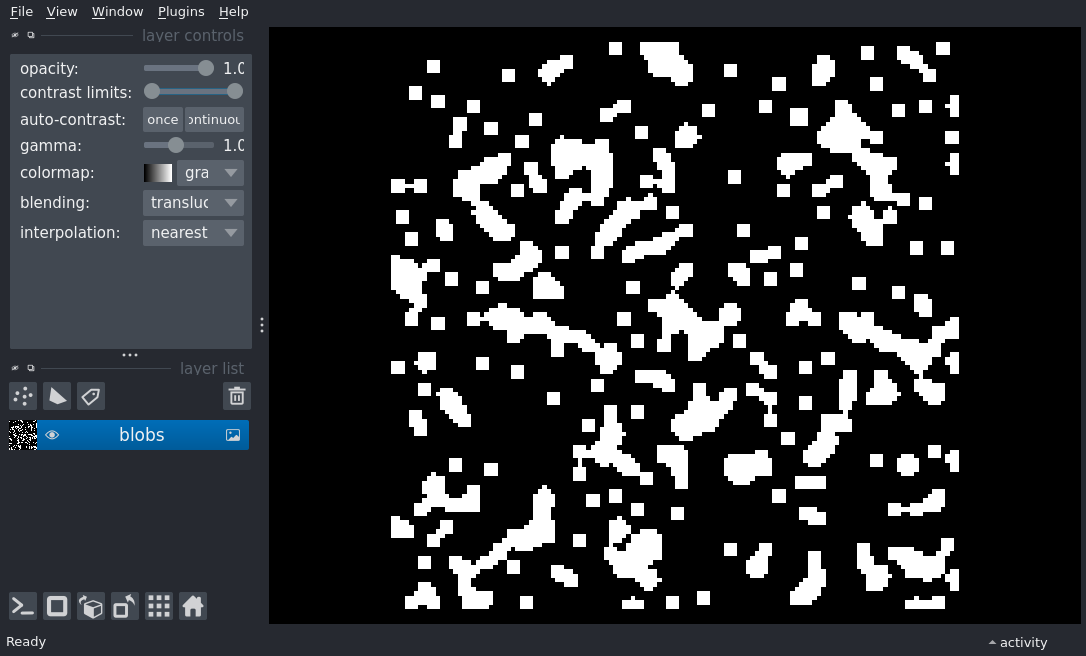 File View Window Plugins Help
layer controls
opacity: 1.0
contrast limits:
auto-contrast: once ontinuou
gamma: 1.0
colormap: gra
blending: transluc
interpolation: nearest
layer list
blobs
Ready
activity